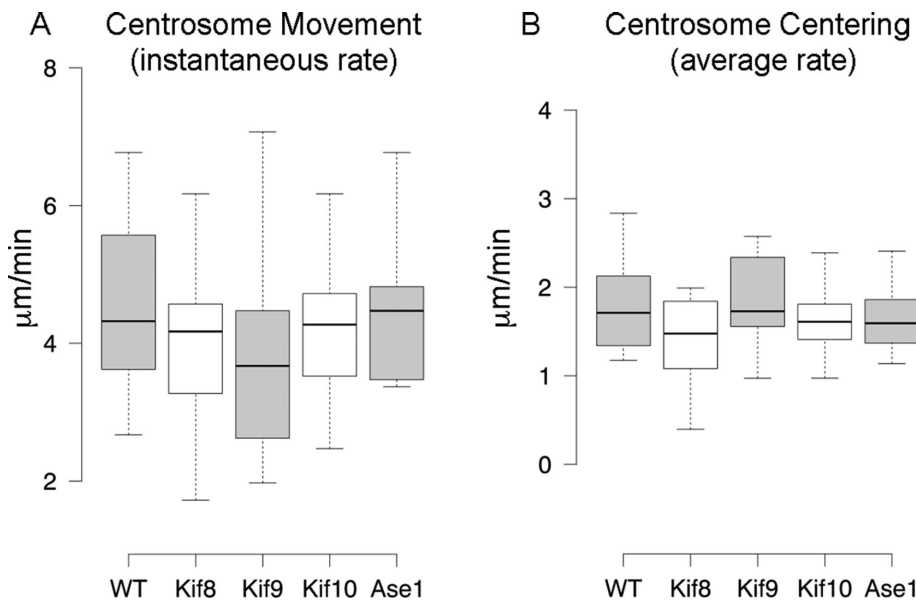 A
Centrosome Movement
(instantaneous rate)
μm/min
8
6
4
2
WT Kif8 Kif9 Kif10 Ase1
B
Centrosome Centering
(average rate)
μm/min
4
3
2
1
0
WT Kif8 Kif9 Kif10 Ase1